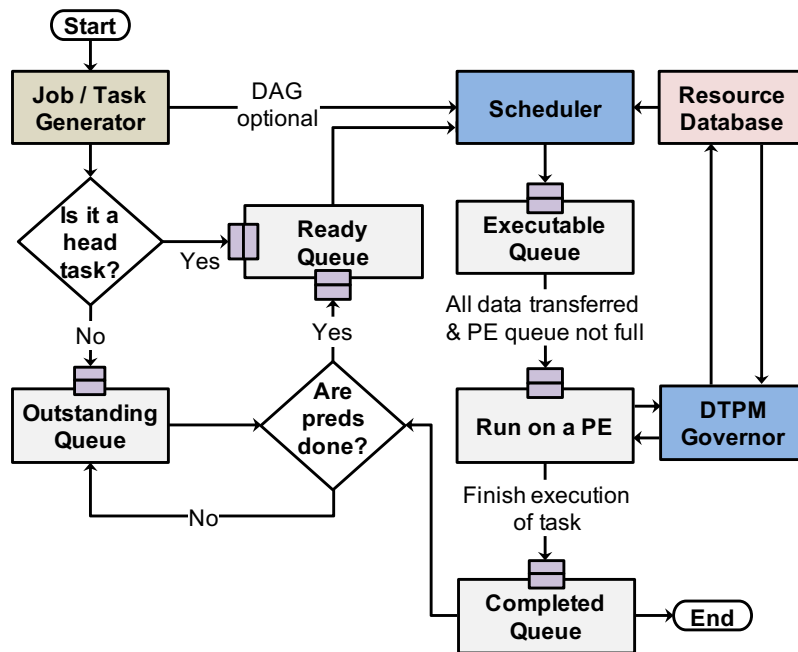 Start
Job / Task
Generator
DAG
optional
Scheduler
Resource
Database
Is it a
head
task?
Yes
Ready
Queue
Executable
Queue
No
Yes
All data transferred
& PE queue not full
Outstanding
Queue
Are
preds
done?
Run on a PE
DTPM
Governor
No
Finish execution
of task
Completed
Queue
End